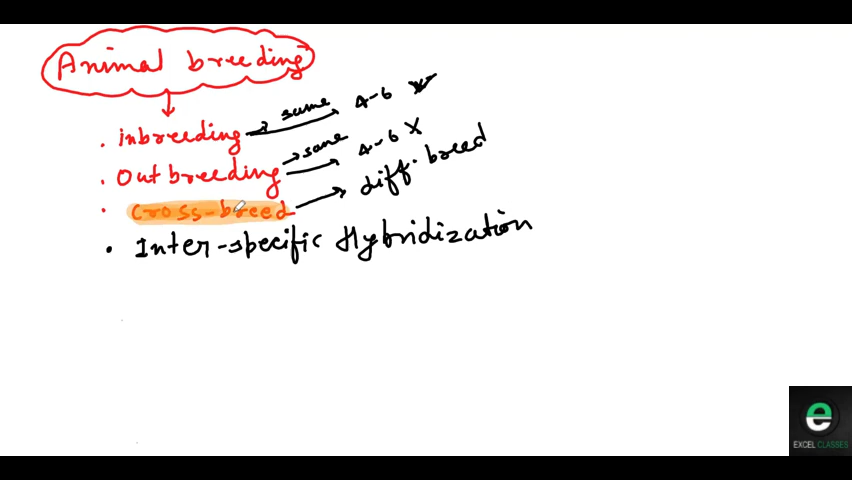 Animal breeding
. inbreeding → same → 4-6 ✓
. Out breeding → same → 4-6 X
. Cross-breed → diff. breed
. Inter-specific Hybridization
e
EXCEL CLASSES